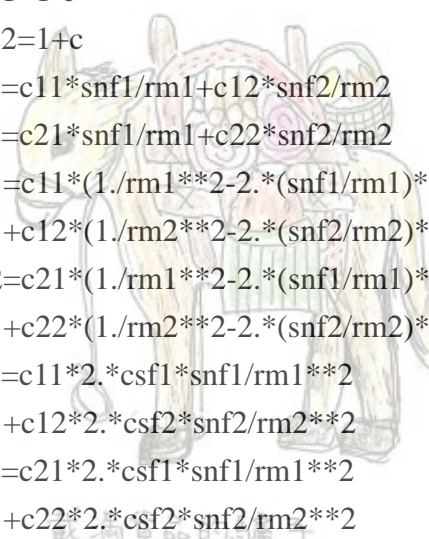 2=1+c
=c11*snf1/rm1+c12*snf2/rm2
=c21*snf1/rm1+c22*snf2/rm2
=c11*(1./rm1**2-2.*(snf1/rm1)*
+c12*(1./rm2**2-2.*(snf2/rm2)*
=c21*(1./rm1**2-2.*(snf1/rm1)*
+c22*(1./rm2**2-2.*(snf2/rm2)*
=c11*2.*csf1*snf1/rm1**2
+c12*2.*csf2*snf2/rm2**2
=c21*2.*csf1*snf1/rm1**2
+c22*2.*csf2*snf2/rm2**2